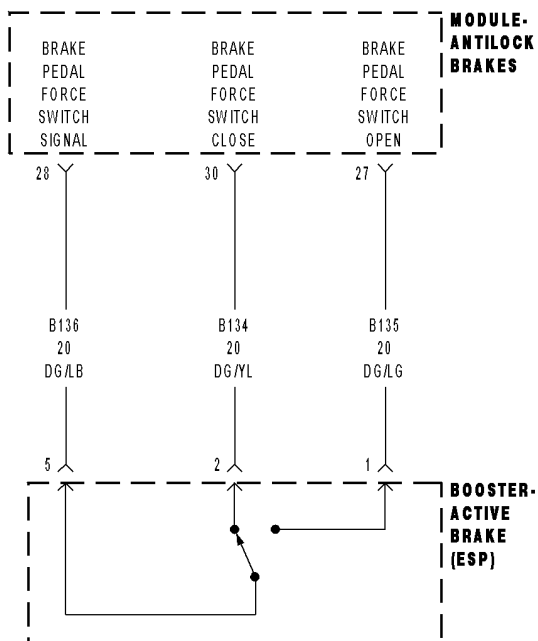 MODULE-
ANTILOCK
BRAKES
BRAKE
PEDAL
FORCE
SWITCH
SIGNAL
BRAKE
PEDAL
FORCE
SWITCH
CLOSE
BRAKE
PEDAL
FORCE
SWITCH
OPEN
28
30
27
B136
20
DG/LB
B134
20
DG/YL
B135
20
DG/LG
5
2
1
BOOSTER-
ACTIVE
BRAKE
(ESP)